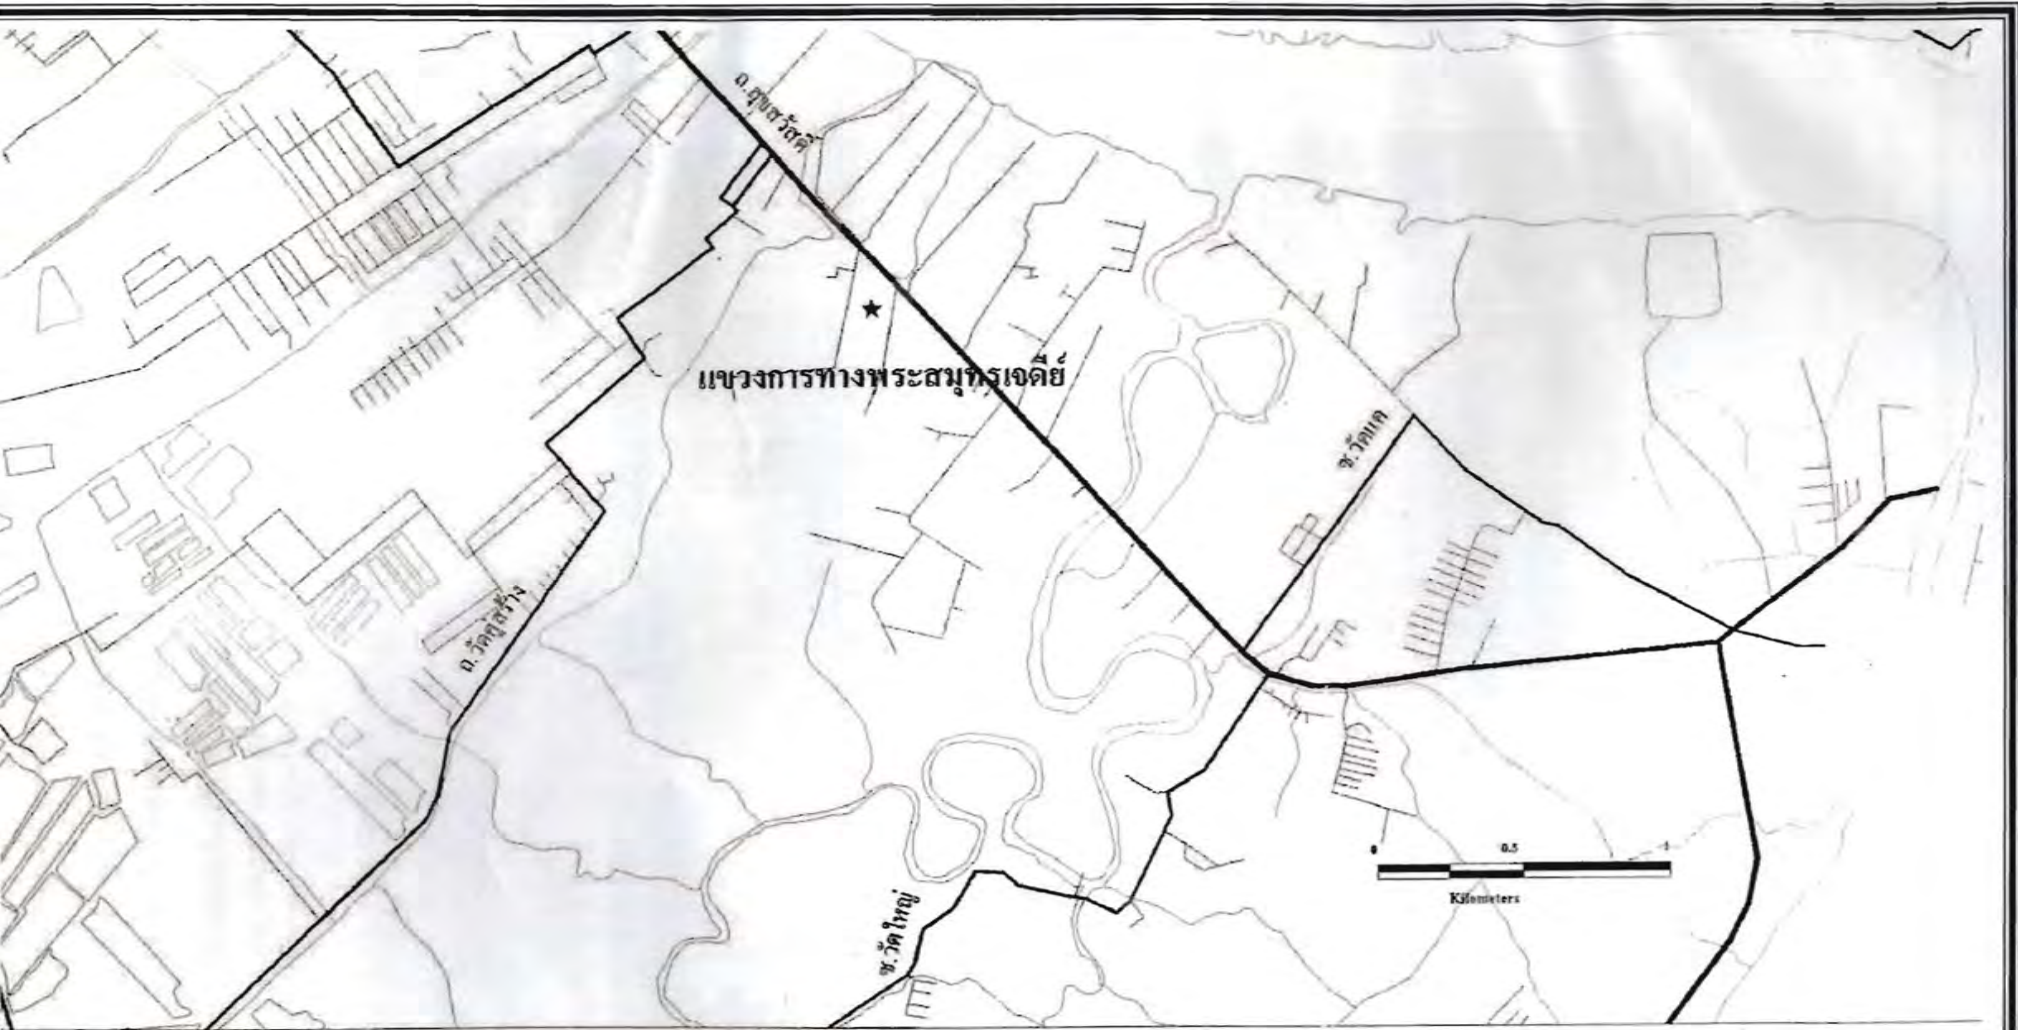 ถ.สุขสวัสดิ์
แขวงการทางพระสมุทรเจดีย์
ซ.วัดแค
ถ.วัดคู่สร้าง
0 0.5 1
Kilometers
ซ.วัดใหญ่